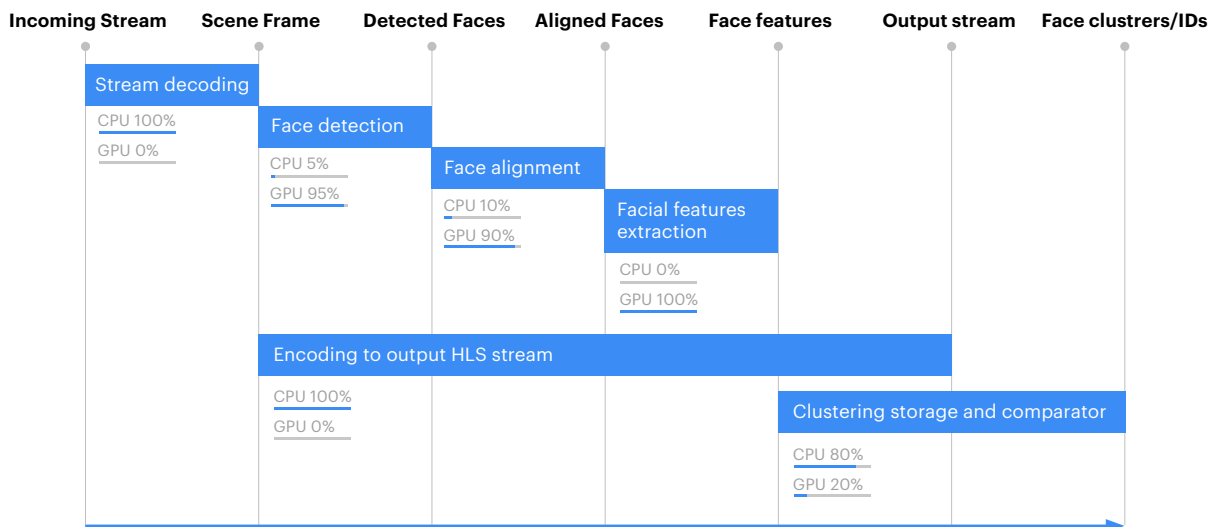 Incoming Stream
Scene Frame
Detected Faces
Aligned Faces
Face features
Output stream
Face clustrers/IDs
Stream decoding
CPU 100%
GPU 0%
Face detection
CPU 5%
GPU 95%
Face alignment
CPU 10%
GPU 90%
Facial features
extraction
CPU 0%
GPU 100%
Encoding to output HLS stream
CPU 100%
GPU 0%
Clustering storage and comparator
CPU 80%
GPU 20%